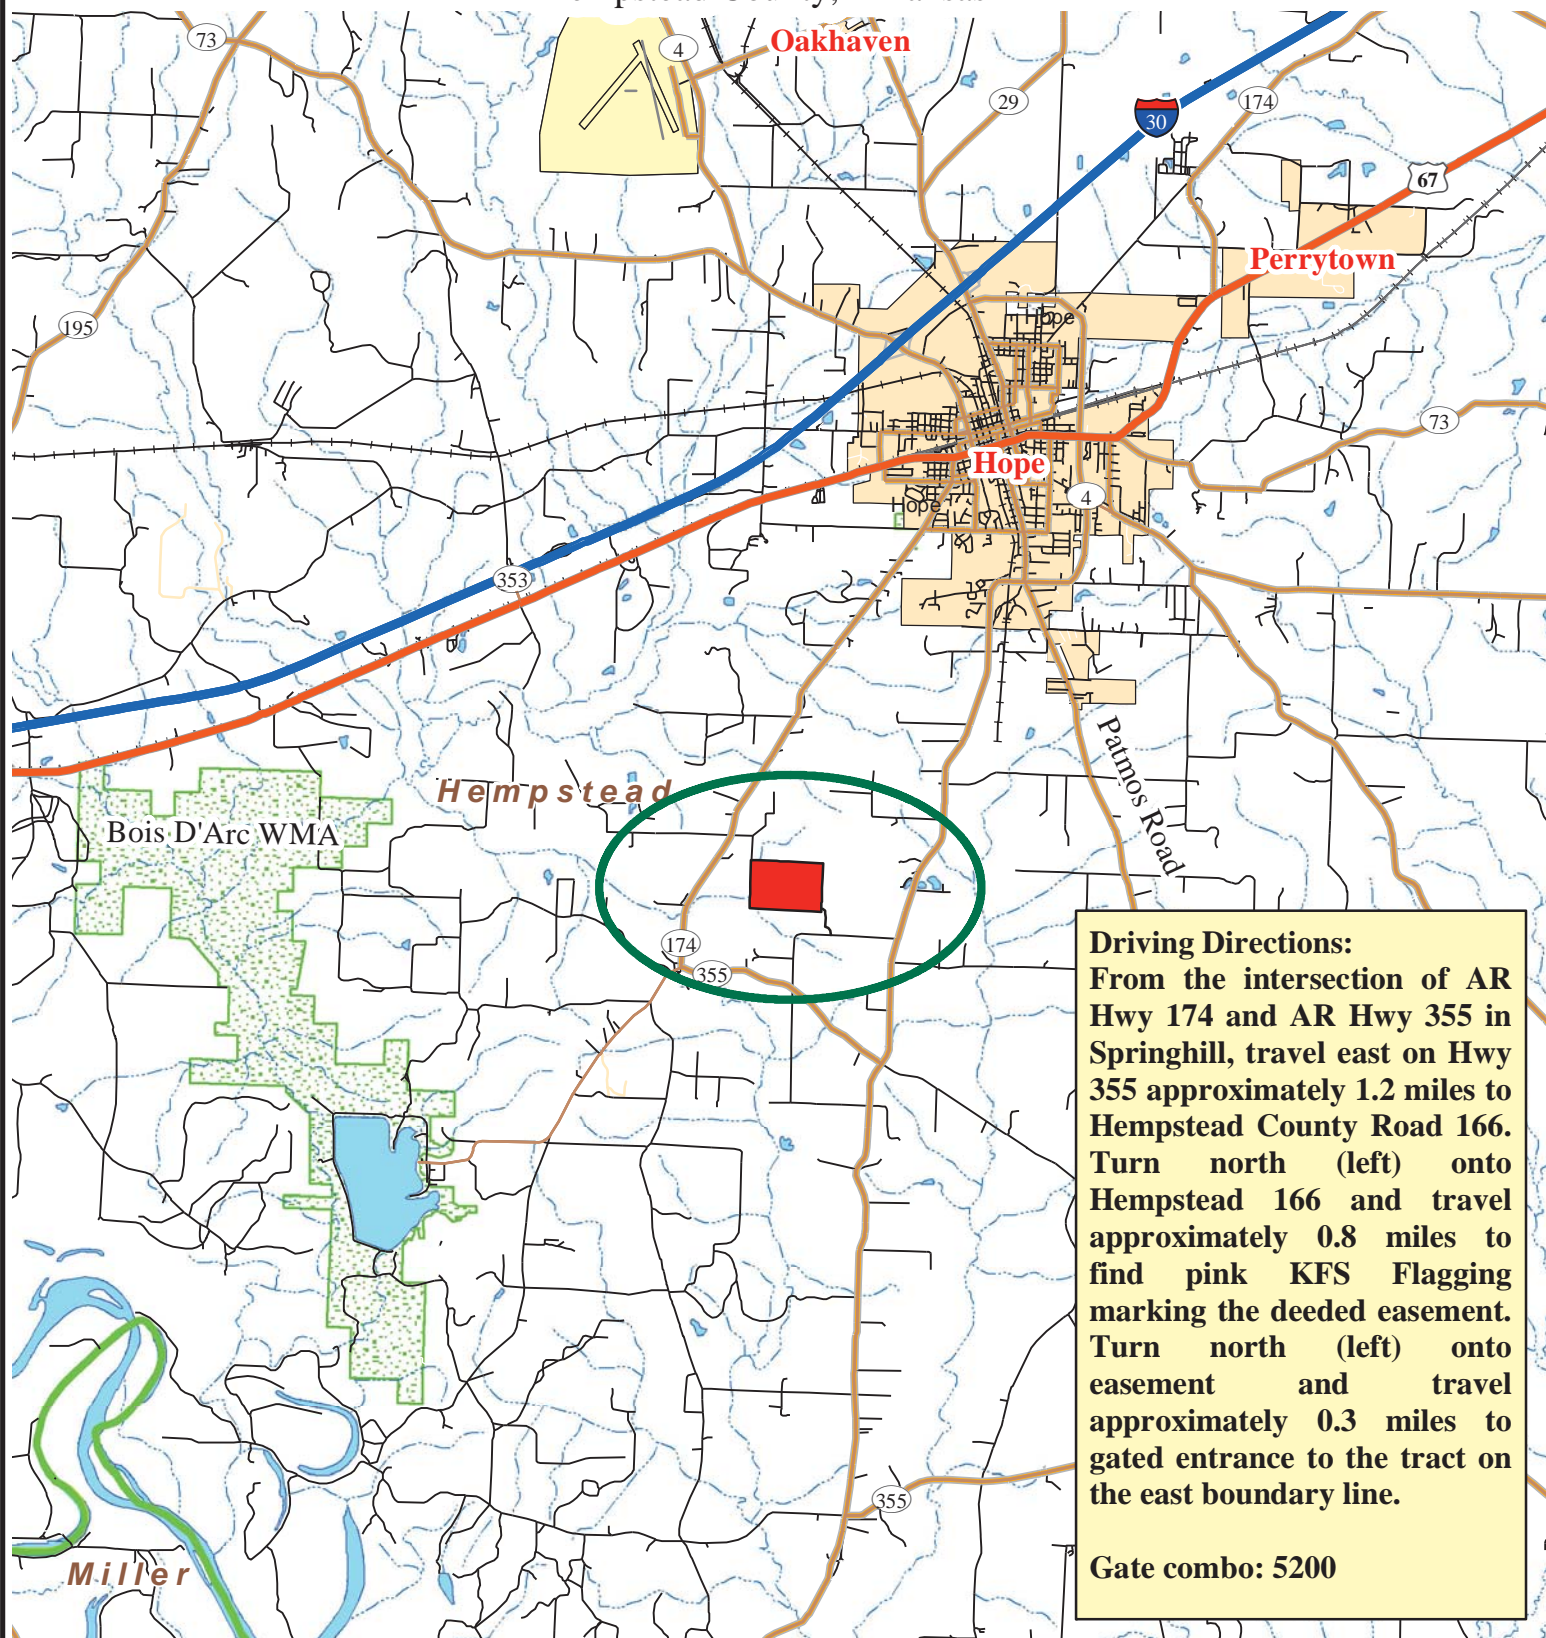 73
4
Oakhaven
29
30
174
67
Perrytown
195
Hope
73
Hope
4
Hope
353
Patmos Road
Hempstead
Bois D'Arc WMA
174
355
Driving Directions:
From the intersection of AR
Hwy 174 and AR Hwy 355 in
Springhill, travel east on Hwy
355 approximately 1.2 miles to
Hempstead County Road 166.
Turn north (left) onto
Hempstead 166 and travel
approximately 0.8 miles to
find pink KFS Flagging
marking the deeded easement.
Turn north (left) onto
easement and travel
approximately 0.3 miles to
gated entrance to the tract on
the east boundary line.
Gate combo: 5200
355
Miller